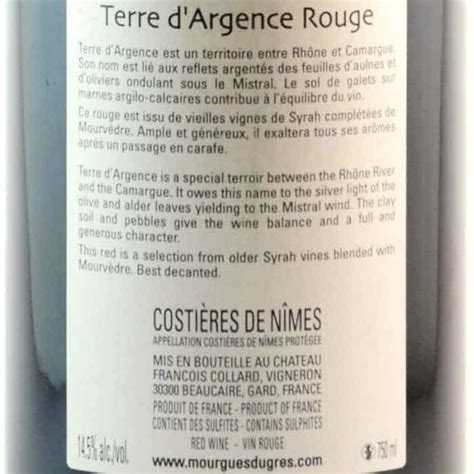 Terre d'Argence Rouge
Terre d'Argence est un territoire entre Rhône et Camargue.
Son nom est lié aux reflets argentés des feuilles d'aulnes et
d'oliviers ondulant sous le Mistral. Le sol de galets sur
marnes argilo-calcaires contribue à l'équilibre du vin.
Ce rouge est issu de vieilles vignes de Syrah complétées de
Mourvèdre. Ample et généreux, il exaltera tous ses arômes
après un passage en carafe.
Terre d'Argence is a special terroir between the Rhône River
and the Camargue. It owes this name to the silver light of the
olive and alder leaves yielding to the Mistral wind. The clay
soil and pebbles give the wine balance and a full and
generous character.
This red is a selection from older Syrah vines blended with
Mourvèdre. Best decanted.
COSTIÈRES DE NÎMES
APPELLATION COSTIÈRES DE NÎMES PROTÉGÉE
MIS EN BOUTEILLE AU CHATEAU
FRANCOIS COLLARD, VIGNERON
30300 BEAUCAIRE, GARD, FRANCE
PRODUIT DE FRANCE - PRODUCT OF FRANCE
CONTIENT DES SULFITES - CONTAINS SULPHITES
14.5% alc./vol.
RED WINE - VIN ROUGE
750 ml
www.mourguesdugres.com